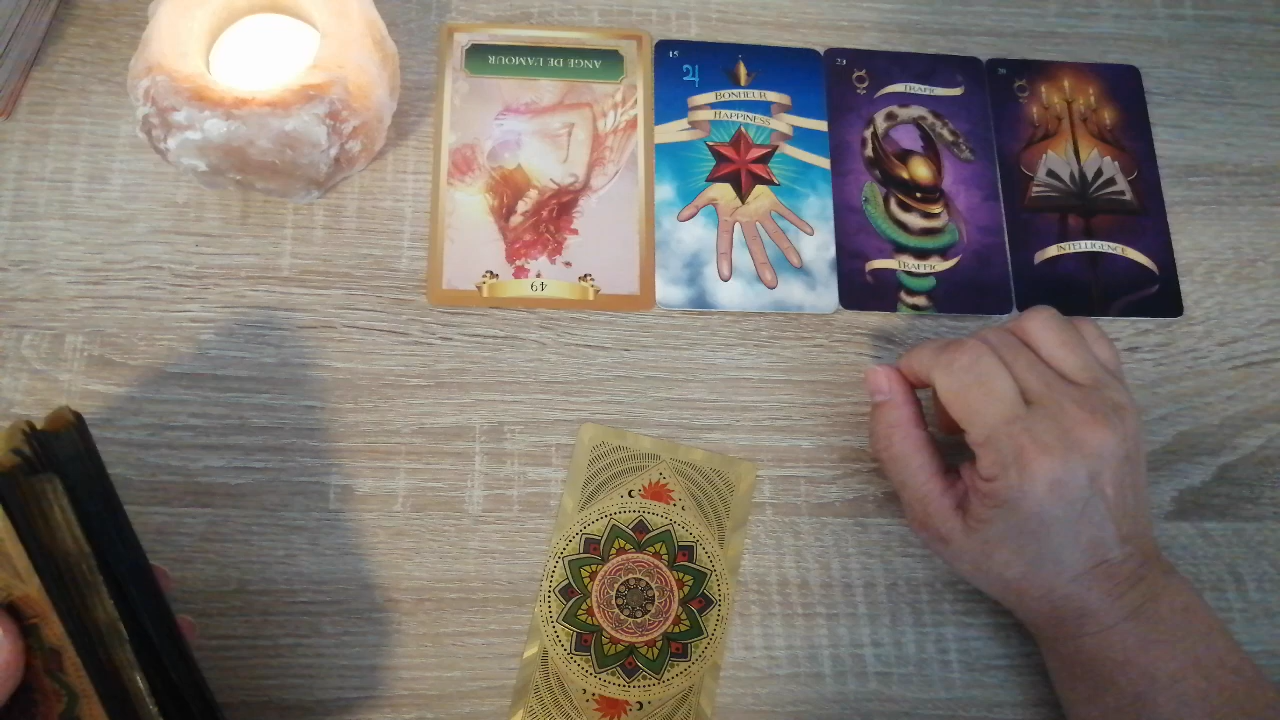 ANGE DE L'AMOUR
49
15
BONHEUR
HAPPINESS
23
TRAFIC
TRAFFIC
INTELLIGENCE